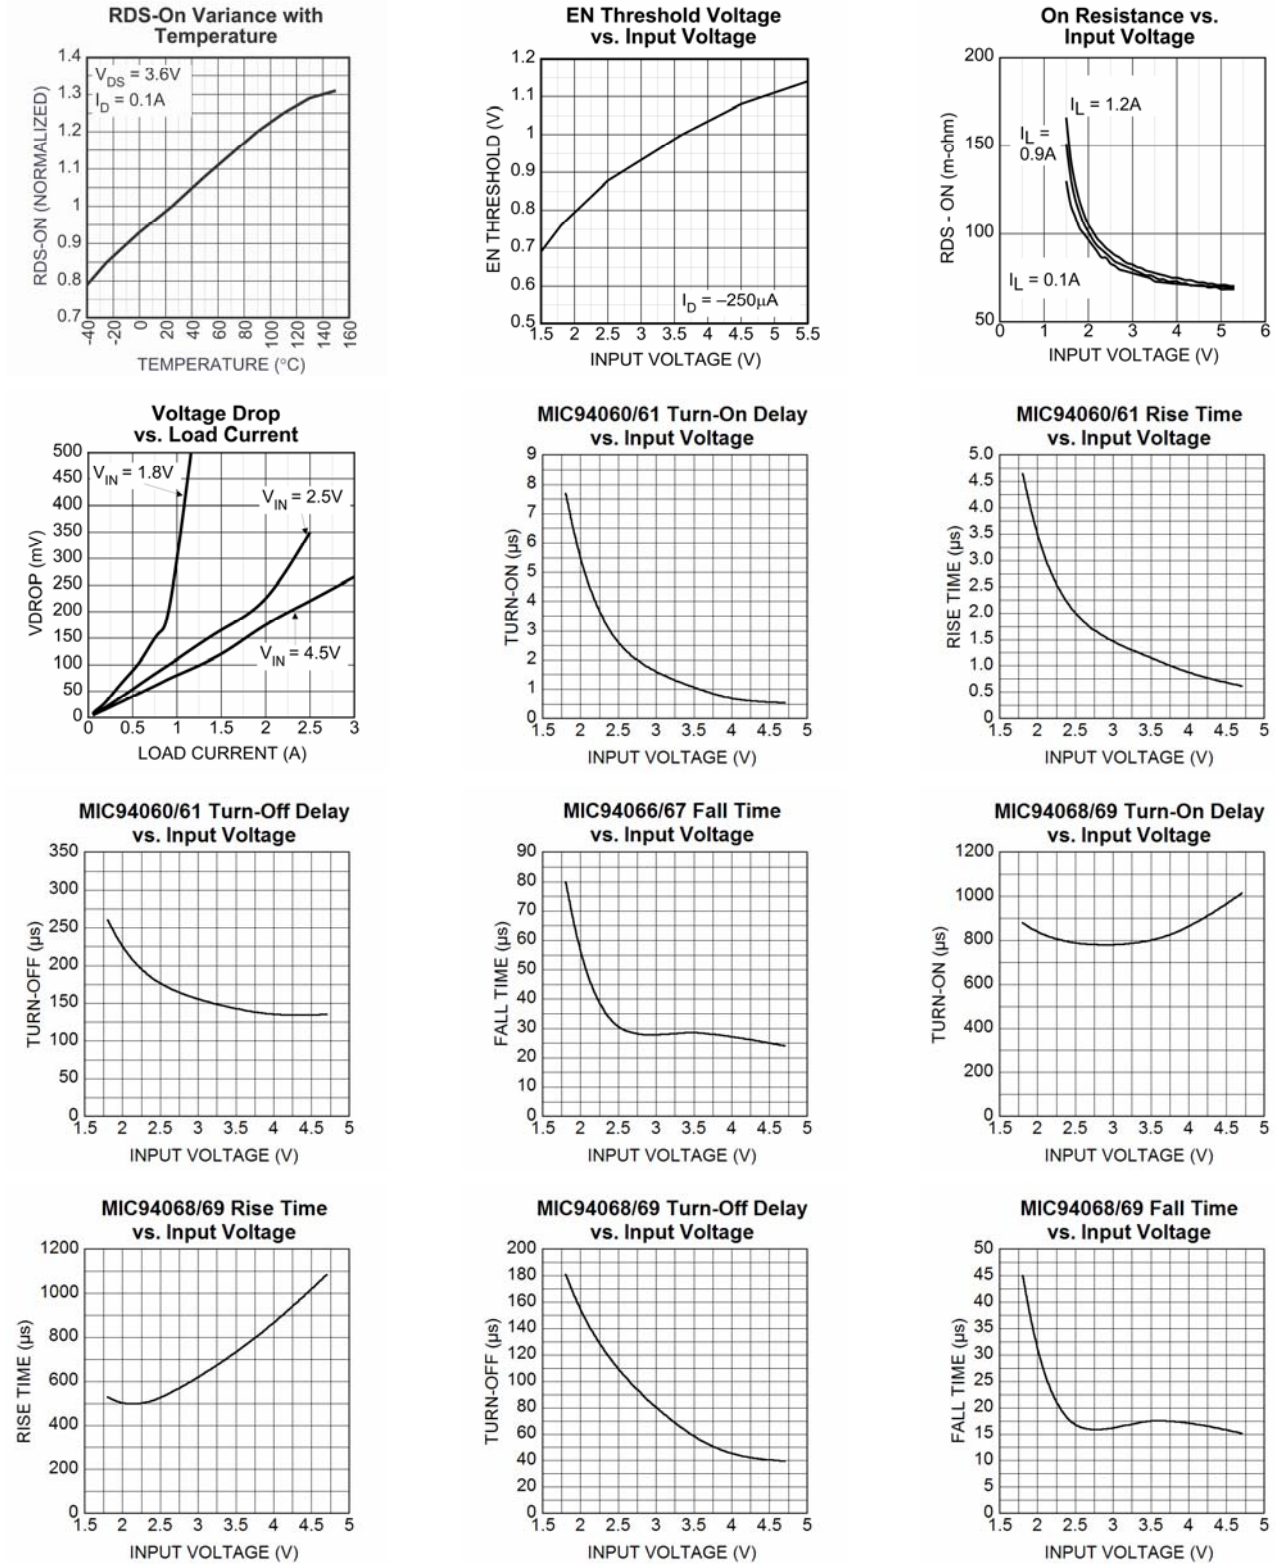 RDS-On Variance with
Temperature
1.4
1.3
1.2
1.1
1
0.9
0.8
0.7
VDS = 3.6V
ID = 0.1A
RDS-ON (NORMALIZED)
-40
-20
0
20
40
60
80
100
120
140
160
TEMPERATURE (°C)
EN Threshold Voltage
vs. Input Voltage
1.2
1.1
1
0.9
0.8
0.7
0.6
0.5
EN THRESHOLD (V)
ID = –250µA
1.5 2 2.5 3 3.5 4 4.5 5 5.5
INPUT VOLTAGE (V)
On Resistance vs.
Input Voltage
200
150
100
50
RDS - ON (m-ohm)
IL = 1.2A
IL =
0.9A
IL = 0.1A
0 1 2 3 4 5 6
INPUT VOLTAGE (V)
Voltage Drop
vs. Load Current
500
450
400
350
300
250
200
150
100
50
0
VDROP (mV)
VIN = 1.8V
VIN = 2.5V
VIN = 4.5V
0 0.5 1 1.5 2 2.5 3
LOAD CURRENT (A)
MIC94060/61 Turn-On Delay
vs. Input Voltage
9
8
7
6
5
4
3
2
1
0
TURN-ON (µs)
1.5 2 2.5 3 3.5 4 4.5 5
INPUT VOLTAGE (V)
MIC94060/61 Rise Time
vs. Input Voltage
5.0
4.5
4.0
3.5
3.0
2.5
2.0
1.5
1.0
0.5
0
RISE TIME (µs)
1.5 2 2.5 3 3.5 4 4.5 5
INPUT VOLTAGE (V)
MIC94060/61 Turn-Off Delay
vs. Input Voltage
350
300
250
200
150
100
50
0
TURN-OFF (µs)
1.5 2 2.5 3 3.5 4 4.5 5
INPUT VOLTAGE (V)
MIC94066/67 Fall Time
vs. Input Voltage
90
80
70
60
50
40
30
20
10
0
FALL TIME (µs)
1.5 2 2.5 3 3.5 4 4.5 5
INPUT VOLTAGE (V)
MIC94068/69 Turn-On Delay
vs. Input Voltage
1200
1000
800
600
400
200
0
TURN-ON (µs)
1.5 2 2.5 3 3.5 4 4.5 5
INPUT VOLTAGE (V)
MIC94068/69 Rise Time
vs. Input Voltage
1200
1000
800
600
400
200
0
RISE TIME (µs)
1.5 2 2.5 3 3.5 4 4.5 5
INPUT VOLTAGE (V)
MIC94068/69 Turn-Off Delay
vs. Input Voltage
200
180
160
140
120
100
80
60
40
20
0
TURN-OFF (µs)
1.5 2 2.5 3 3.5 4 4.5 5
INPUT VOLTAGE (V)
MIC94068/69 Fall Time
vs. Input Voltage
50
45
40
35
30
25
20
15
10
5
0
FALL TIME (µs)
1.5 2 2.5 3 3.5 4 4.5 5
INPUT VOLTAGE (V)